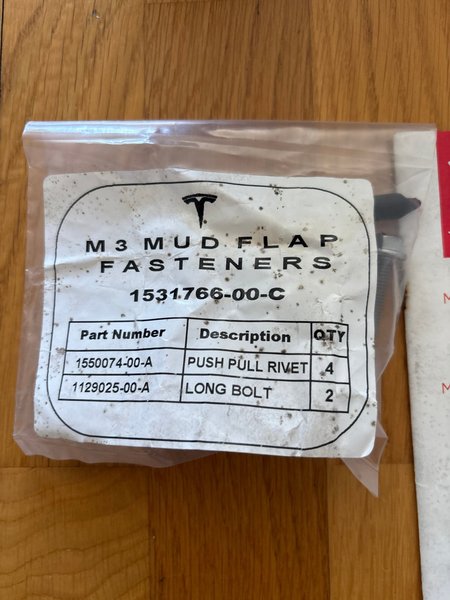 M3 MUD FLAP
FASTENERS
1531766-00-C
Part Number Description QTY
1550074-00-A PUSH PULL RIVET 4
1129025-00-A LONG BOLT 2